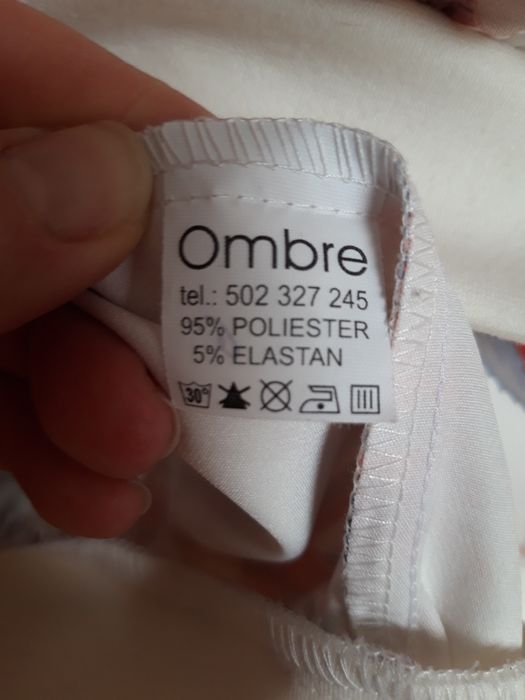 Ombre
tel.: 502 327 245
95% POLIESTER
5% ELASTAN
30°